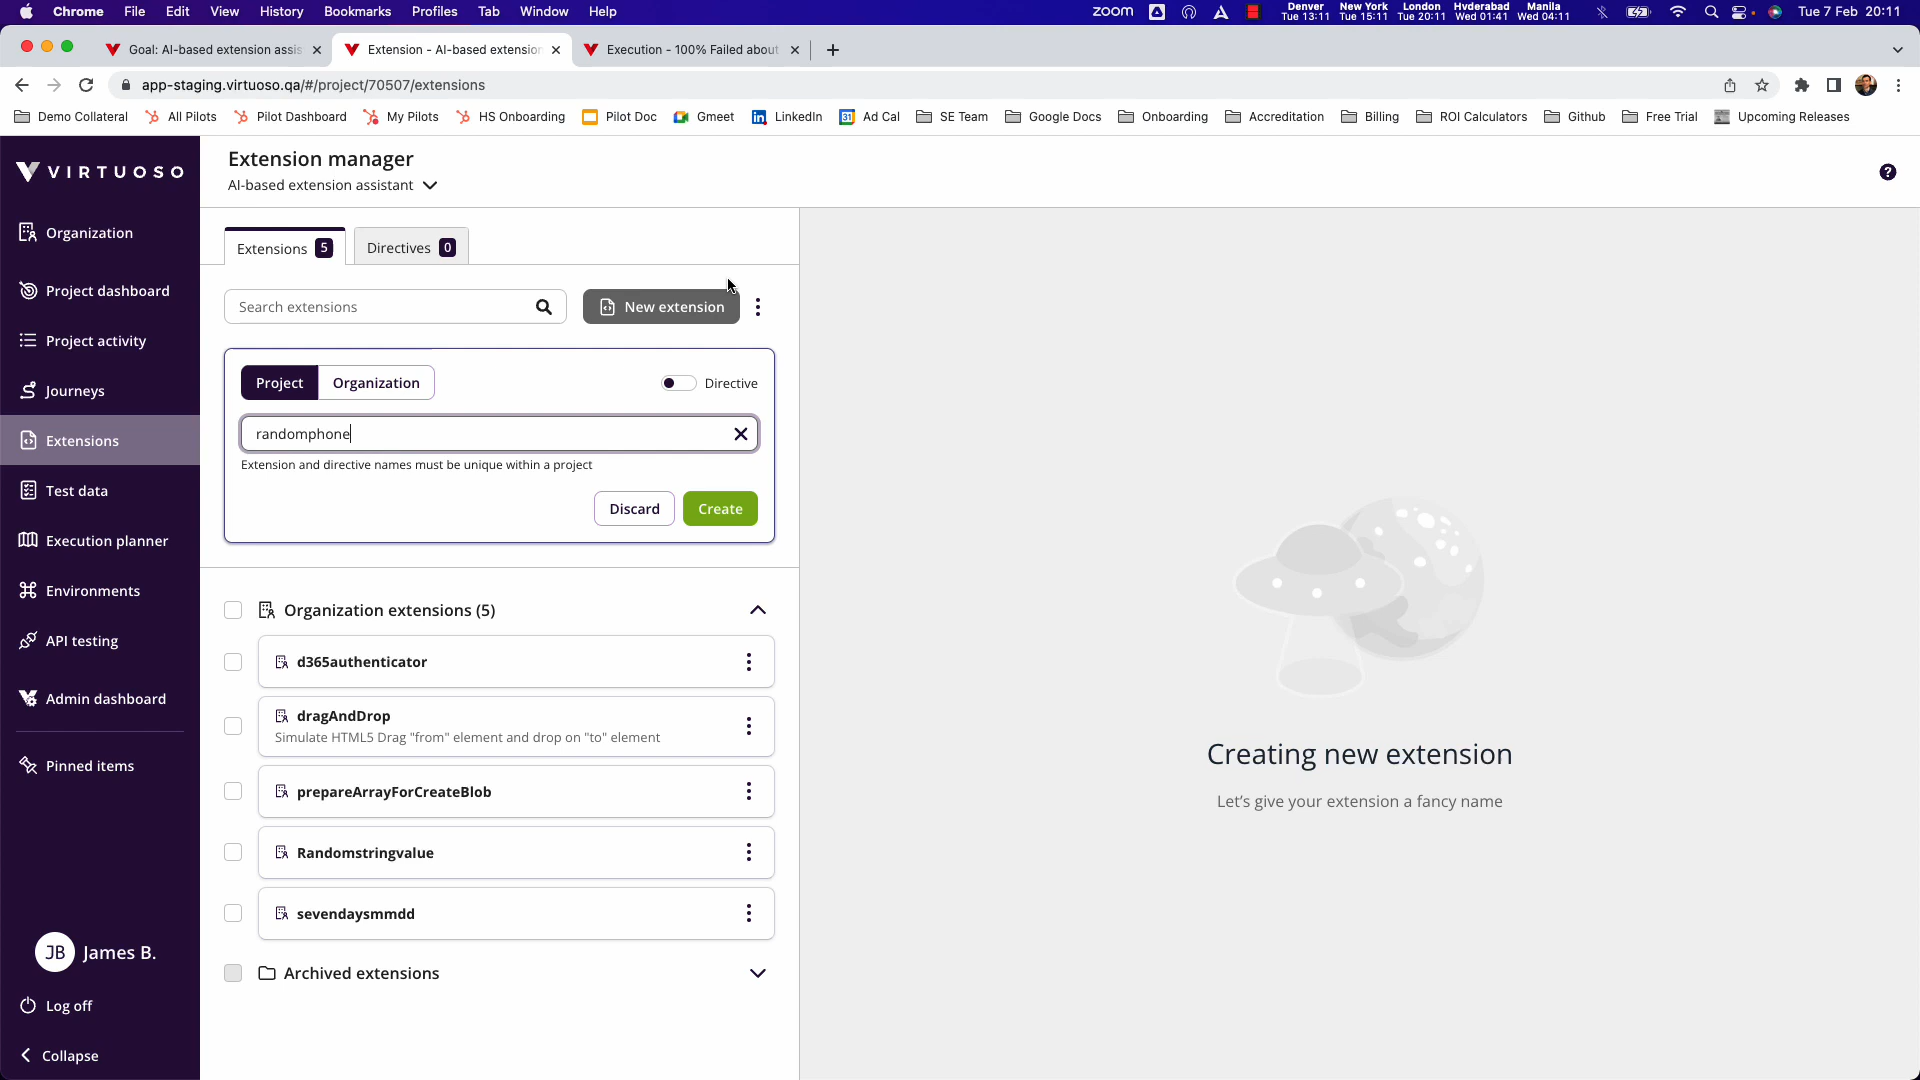 Chrome File Edit View History Bookmarks Profiles Tab Window Help
zoom
Denver Tue 13:11
New York Tue 15:11
London Tue 20:11
Hyderabad Wed 01:41
Manila Wed 04:11
Tue 7 Feb 20:11
Goal: AI-based extension assis
Extension - AI-based extension
Execution - 100% Failed about
app-staging.virtuoso.qa/#/project/70507/extensions
Demo Collateral All Pilots Pilot Dashboard My Pilots HS Onboarding Pilot Doc Gmeet LinkedIn Ad Cal SE Team Google Docs Onboarding Accreditation Billing ROI Calculators Github Free Trial Upcoming Releases
VIRTUOSO
Organization
Project dashboard
Project activity
Journeys
Extensions
Test data
Execution planner
Environments
API testing
Admin dashboard
Pinned items
JB James B.
Log off
Collapse
Extension manager
AI-based extension assistant
?
Extensions 5
Directives 0
Search extensions
New extension
Project Organization
Directive
randomphone
Extension and directive names must be unique within a project
Discard Create
Organization extensions (5)
d365authenticator
dragAndDrop
Simulate HTML5 Drag "from" element and drop on "to" element
prepareArrayForCreateBlob
Randomstringvalue
sevendaysmmdd
Archived extensions
Creating new extension
Let's give your extension a fancy name